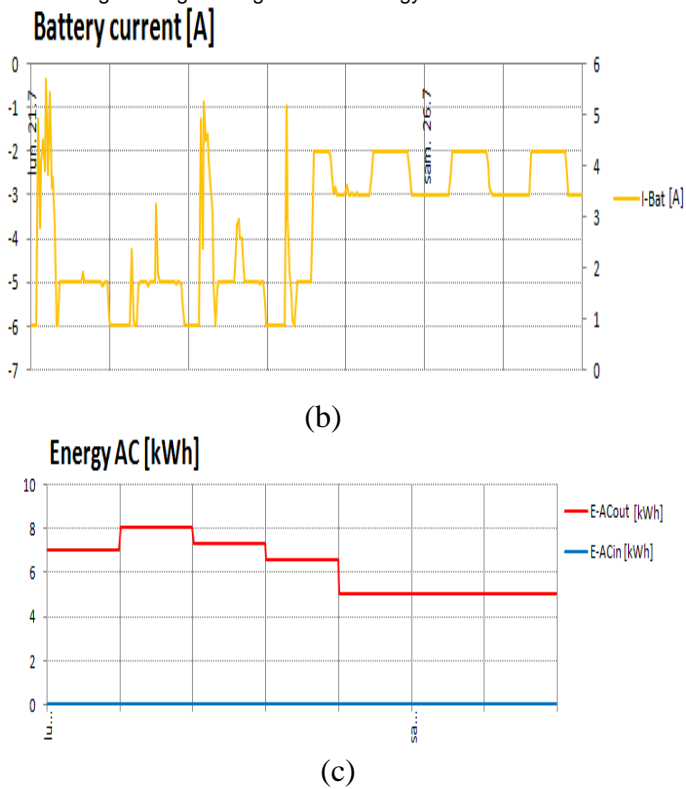 Battery current [A]
0
-1
-2
-3
-4
-5
-6
-7
lun. 21.7
sam. 26.7
6
5
4
3
2
1
0
I-Bat [A]
(b)
Energy AC [kWh]
10
8
6
4
2
0
lu...
sa...
E-ACout [kWh]
E-ACin [kWh]
(c)